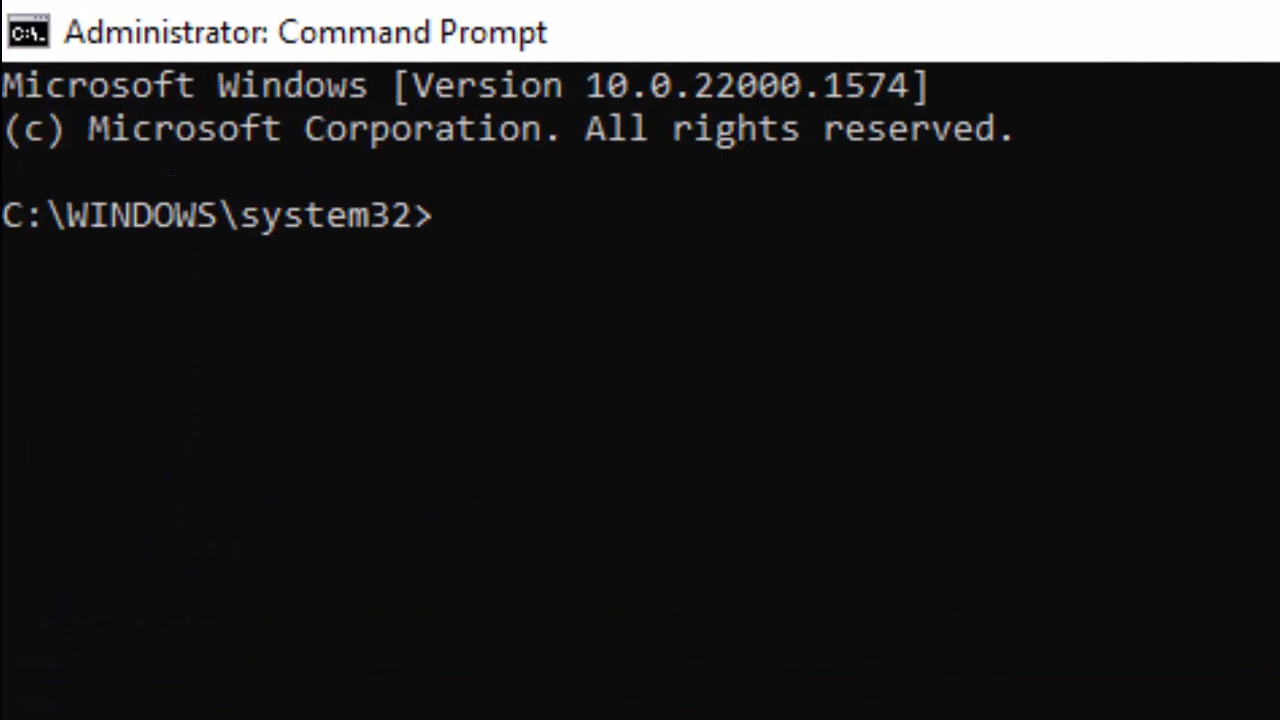 Administrator: Command Prompt
Microsoft Windows [Version 10.0.22000.1574]
(c) Microsoft Corporation. All rights reserved.
C:\WINDOWS\system32>